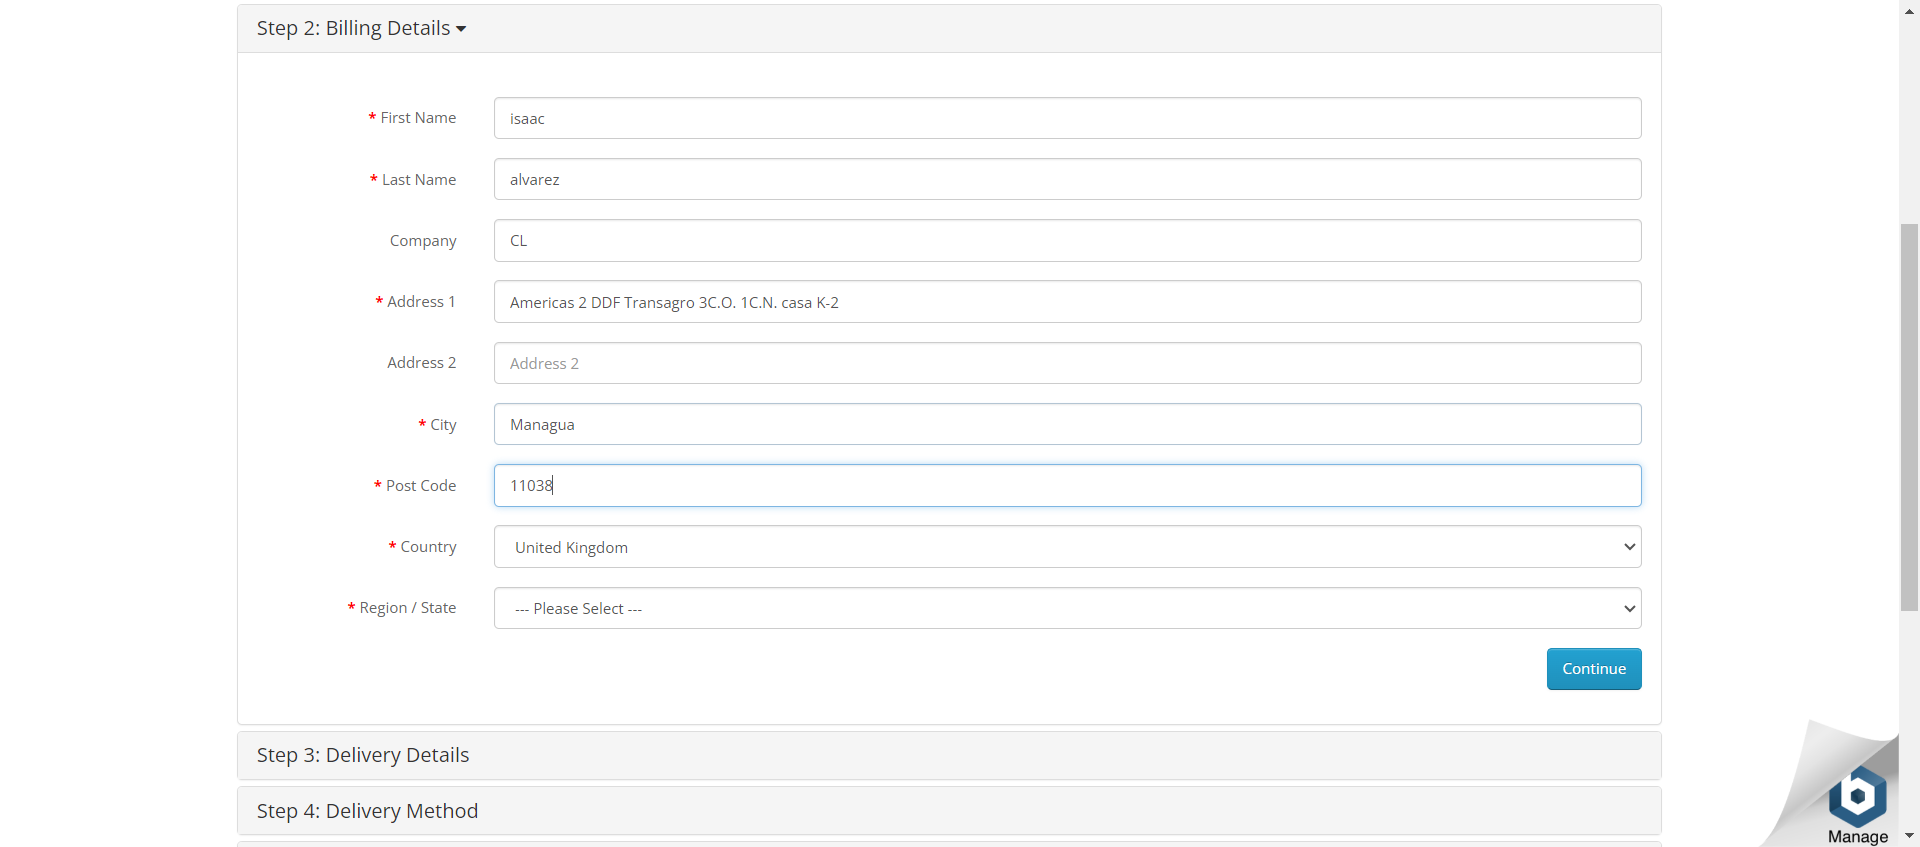 Step 2: Billing Details
* First Name
isaac
* Last Name
alvarez
Company
CL
* Address 1
Americas 2 DDF Transagro 3C.O. 1C.N. casa K-2
Address 2
Address 2
* City
Managua
* Post Code
11038
* Country
United Kingdom
* Region / State
--- Please Select ---
Continue
Step 3: Delivery Details
Step 4: Delivery Method
b
Manage